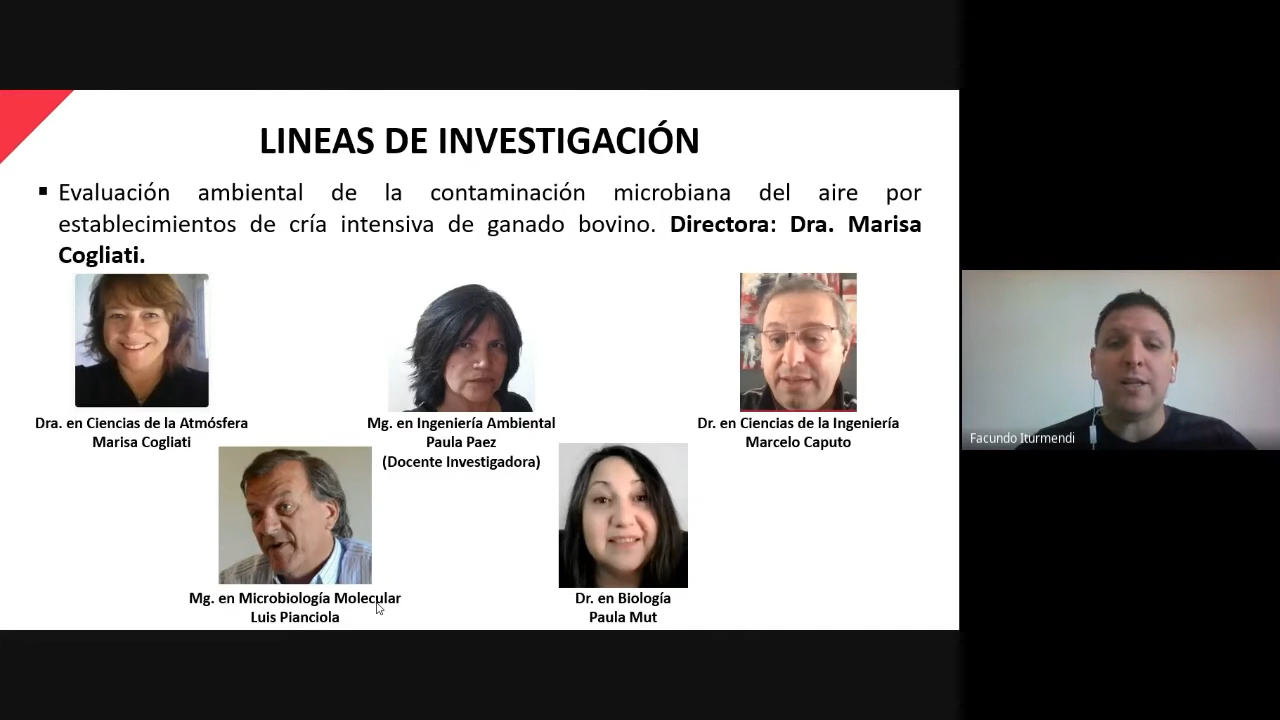 LINEAS DE INVESTIGACIÓN
▪ Evaluación ambiental de la contaminación microbiana del aire por
establecimientos de cría intensiva de ganado bovino. Directora: Dra. Marisa
Cogliati.
Dra. en Ciencias de la Atmósfera
Marisa Cogliati
Mg. en Ingeniería Ambiental
Paula Paez
(Docente Investigadora)
Dr. en Ciencias de la Ingeniería
Marcelo Caputo
Facundo Iturmendi
Mg. en Microbiología Molecular
Luis Pianciola
Dr. en Biología
Paula Mut